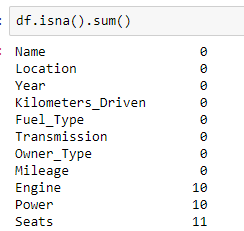 df.isna().sum()
Name 0
Location 0
Year 0
Kilometers_Driven 0
Fuel_Type 0
Transmission 0
Owner_Type 0
Mileage 0
Engine 10
Power 10
Seats 11